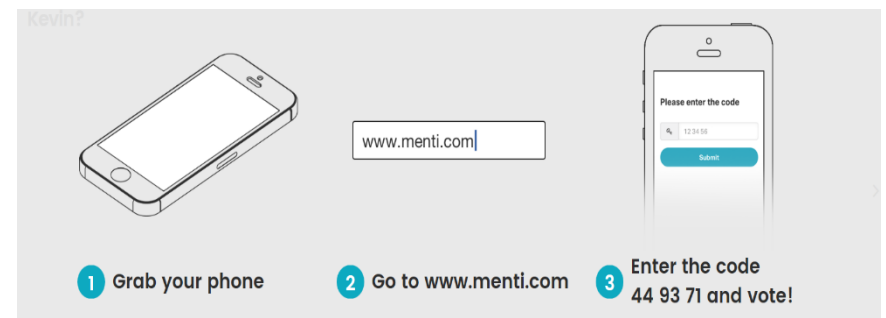 Kevin?
www.menti.com
Please enter the code
12 34 56
Submit
1 Grab your phone
2 Go to www.menti.com
3 Enter the code
44 93 71 and vote!